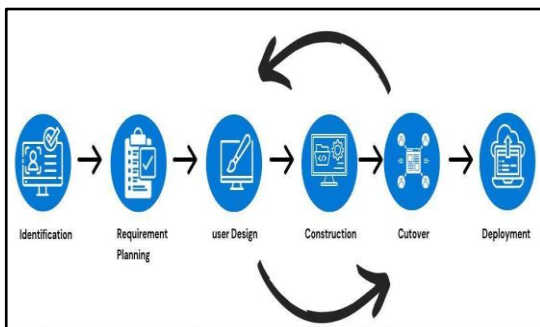 Identification
Requirement
Planning
user Design
Construction
Cutover
Deployment